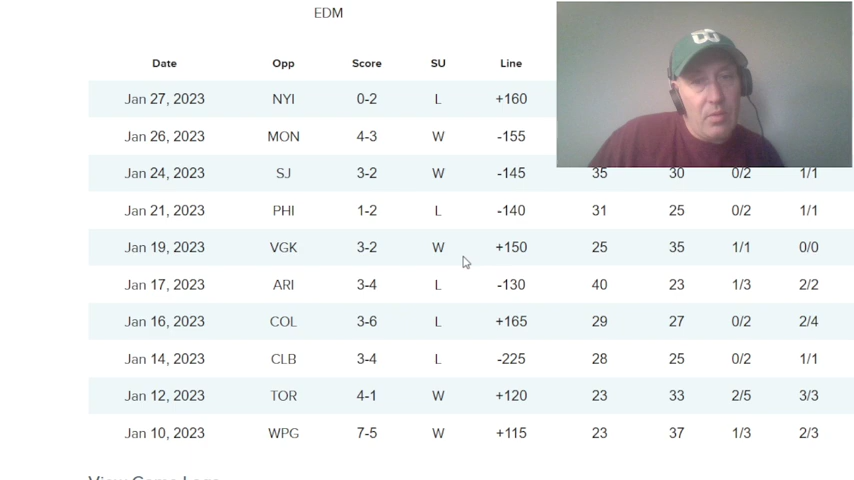 EDM
Date Opp Score SU Line
Jan 27, 2023 NYI 0-2 L +160
Jan 26, 2023 MON 4-3 W -155
Jan 24, 2023 SJ 3-2 W -145 35 30 0/2 1/1
Jan 21, 2023 PHI 1-2 L -140 31 25 0/2 1/1
Jan 19, 2023 VGK 3-2 W +150 25 35 1/1 0/0
Jan 17, 2023 ARI 3-4 L -130 40 23 1/3 2/2
Jan 16, 2023 COL 3-6 L +165 29 27 0/2 2/4
Jan 14, 2023 CLB 3-4 L -225 28 25 0/2 1/1
Jan 12, 2023 TOR 4-1 W +120 23 33 2/5 3/3
Jan 10, 2023 WPG 7-5 W +115 23 37 1/3 2/3